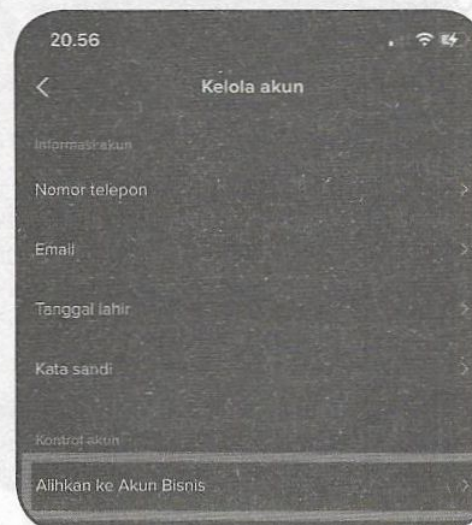 20.56
Kelola akun
Informasi akun
Nomor telepon
Email
Tanggal lahir
Kata sandi
Kontrol akun
Alihkan ke Akun Bisnis